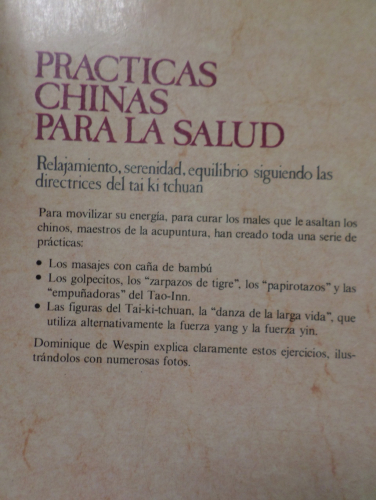 PRACTICAS
CHINAS
PARA LA SALUD
Relajamiento, serenidad, equilibrio siguiendo las
directrices del tai ki tchuan
Para movilizar su energía, para curar los males que le asaltan los
chinos, maestros de la acupuntura, han creado toda una serie de
prácticas:
• Los masajes con caña de bambú
• Los golpecitos, los "zarpazos de tigre", los "papirotazos" y las
"empuñadoras" del Tao-Inn.
• Las figuras del Tai-ki-tchuan, la "danza de la larga vida", que
utiliza alternativamente la fuerza yang y la fuerza yin.
Dominique de Wespin explica claramente estos ejercicios, ilus-
trándolos con numerosas fotos.